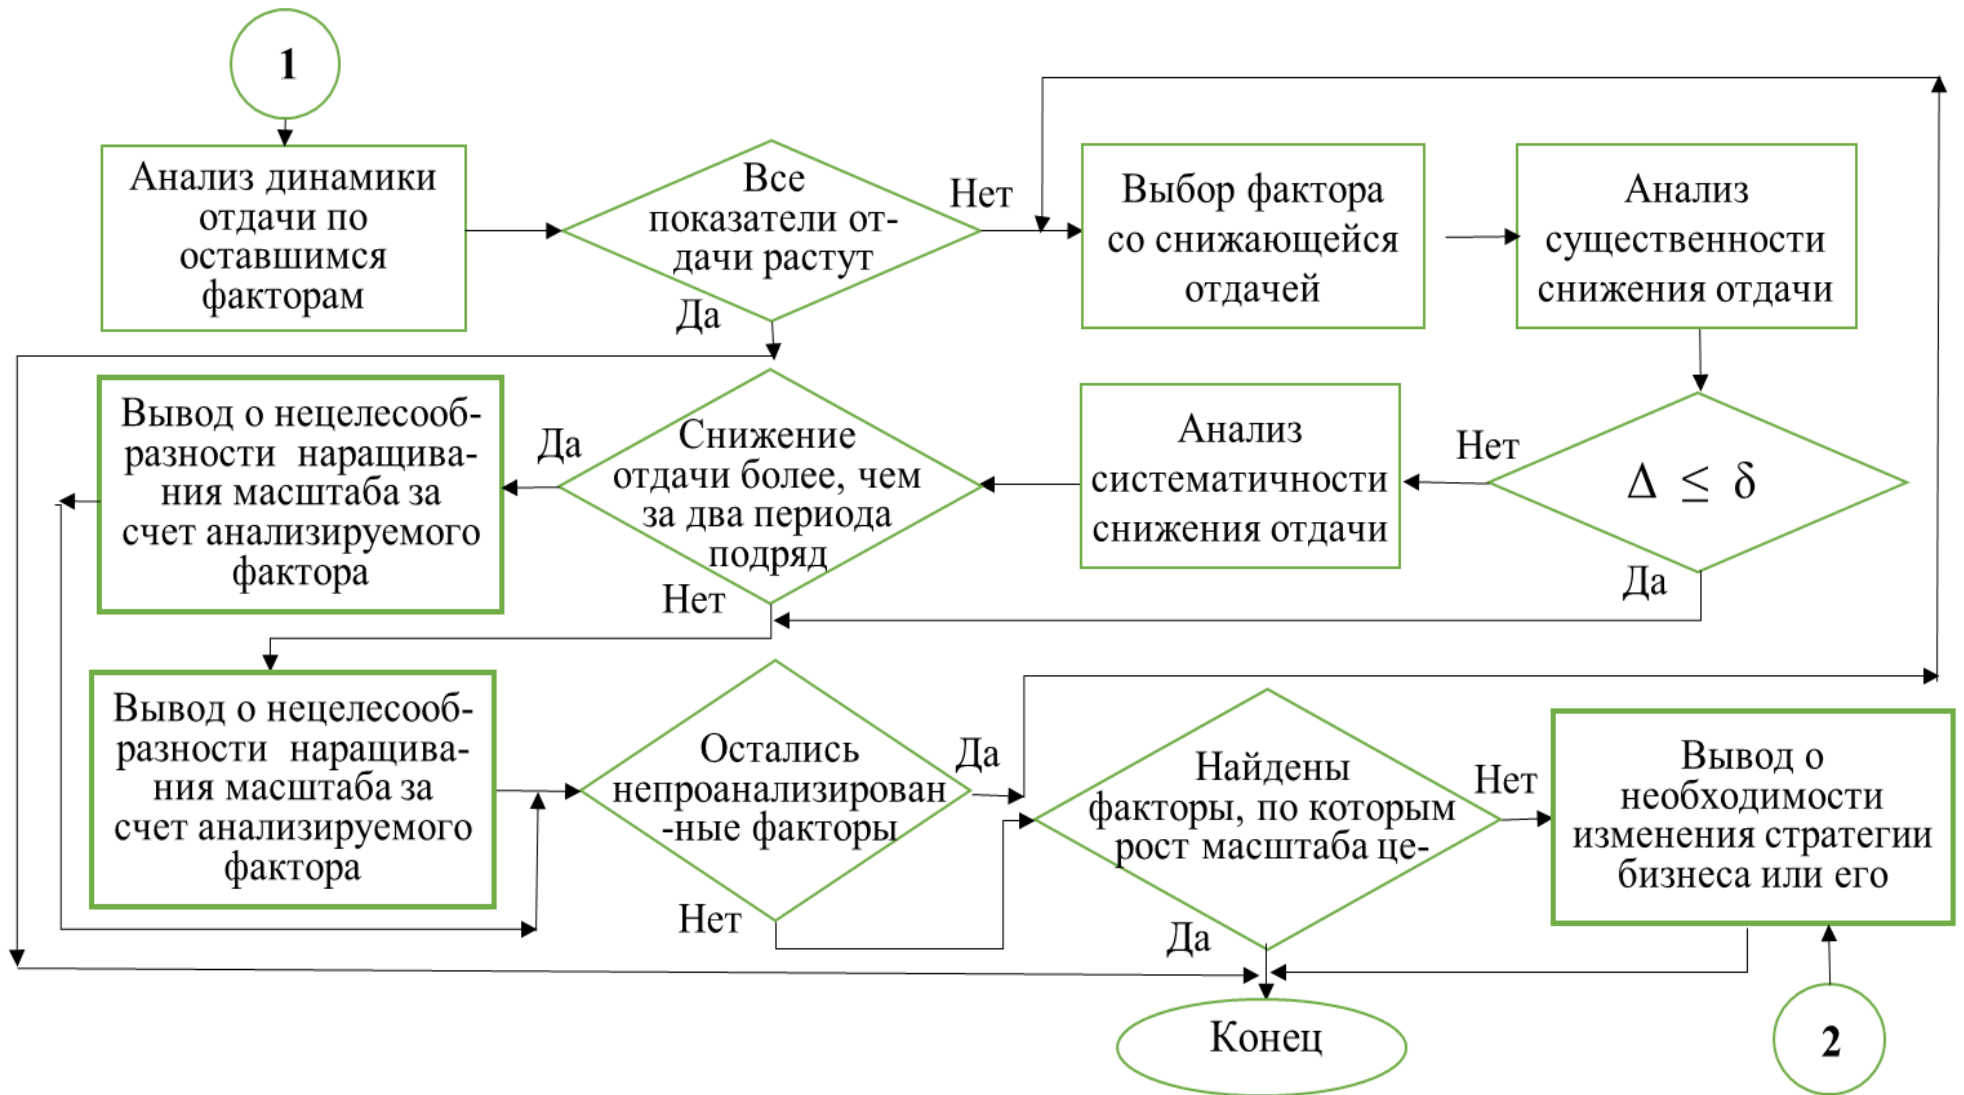 1
Анализ динамики
отдачи по
оставшимся
факторам
Все
показатели от-
дачи растут
Нет
Да
Выбор фактора
со снижающейся
отдачей
Анализ
существенности
снижения отдачи
Δ ≤ δ
Нет
Да
Анализ
систематичности
снижения отдачи
Снижение
отдачи более, чем
за два периода
подряд
Да
Нет
Вывод о нецелесооб-
разности наращива-
ния масштаба за
счет анализируемого
фактора
Вывод о нецелесооб-
разности наращива-
ния масштаба за
счет анализируемого
фактора
Остались
непроанализирован
-ные факторы
Да
Нет
Найдены
факторы, по которым
рост масштаба це-
Нет
Да
Вывод о
необходимости
изменения стратегии
бизнеса или его
Конец
2